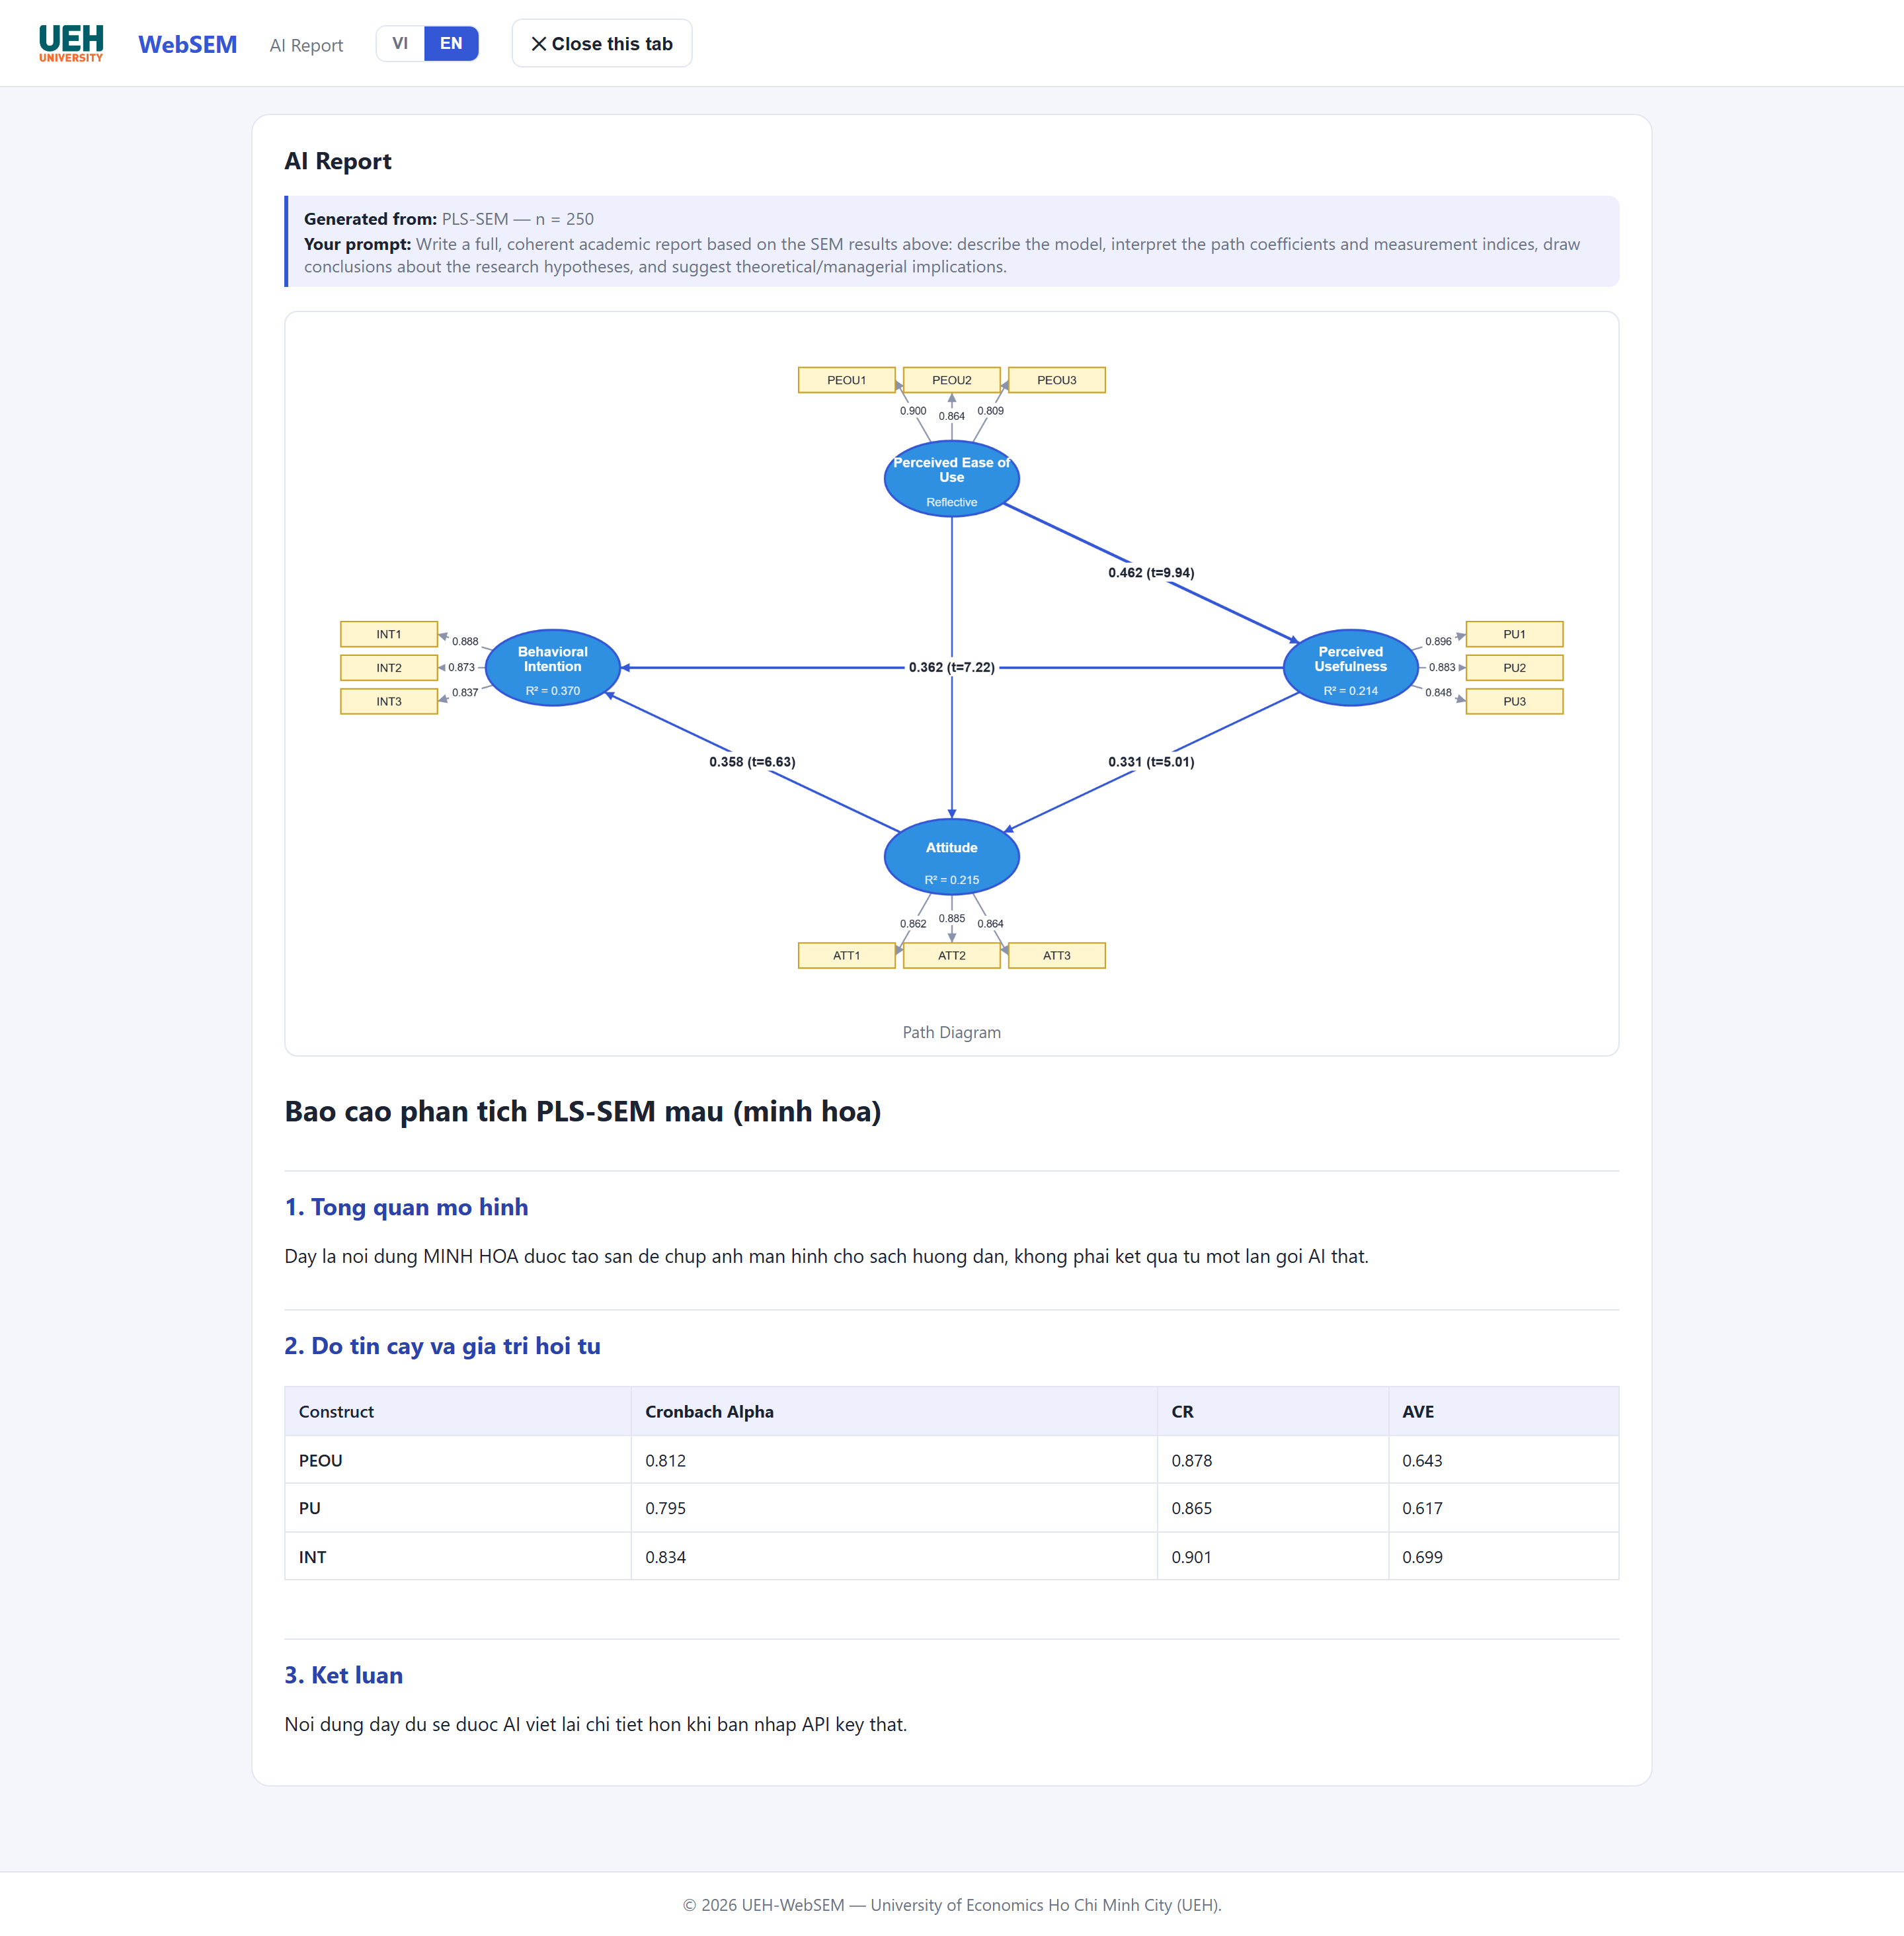 UEH
UNIVERSITY
WebSEM
AI Report
VI
EN
Close this tab
AI Report
Generated from: PLS-SEM — n = 250
Your prompt: Write a full, coherent academic report based on the SEM results above: describe the model, interpret the path coefficients and measurement indices, draw
conclusions about the research hypotheses, and suggest theoretical/managerial implications.
PEOU1
PEOU2
PEOU3
0.900
0.864
0.809
Perceived Ease of
Use
Reflective
0.462 (t=9.94)
INT1
INT2
INT3
0.888
0.873
0.837
Behavioral
Intention
R² = 0.370
0.362 (t=7.22)
Perceived
Usefulness
R² = 0.214
0.896
0.883
0.848
PU1
PU2
PU3
0.358 (t=6.63)
0.331 (t=5.01)
Attitude
R² = 0.215
0.862
0.885
0.864
ATT1
ATT2
ATT3
Path Diagram
Bao cao phan tich PLS-SEM mau (minh hoa)
1. Tong quan mo hinh
Day la noi dung MINH HOA duoc tao san de chup anh man hinh cho sach huong dan, khong phai ket qua tu mot lan goi AI that.
2. Do tin cay va gia tri hoi tu
Construct Cronbach Alpha CR AVE
PEOU 0.812 0.878 0.643
PU 0.795 0.865 0.617
INT 0.834 0.901 0.699
3. Ket luan
Noi dung day du se duoc AI viet lai chi tiet hon khi ban nhap API key that.
© 2026 UEH-WebSEM — University of Economics Ho Chi Minh City (UEH).